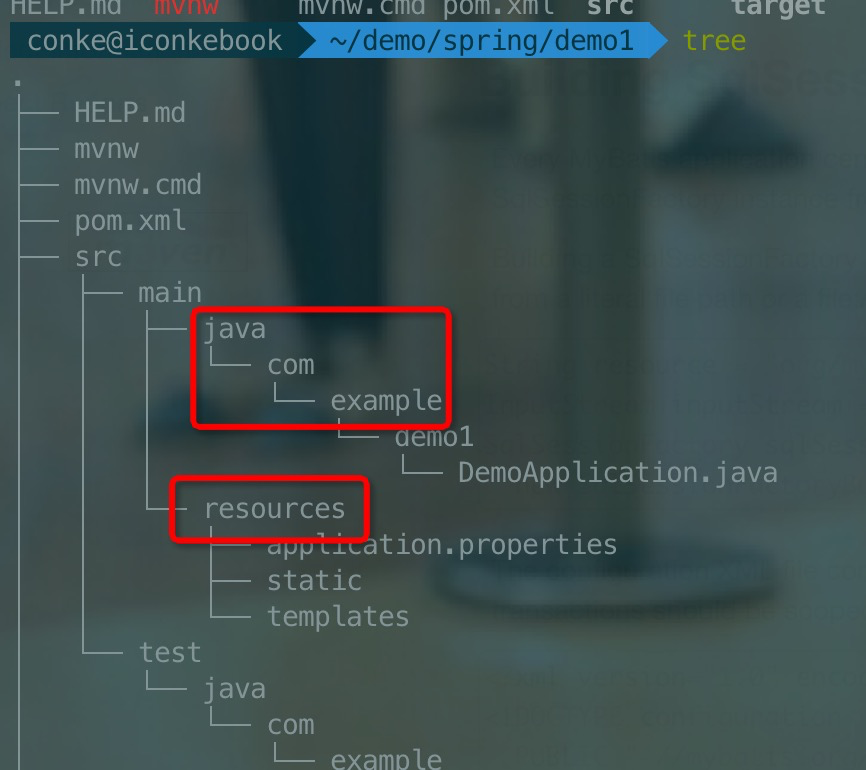 HELP.md mvnw mvnw.cmd pom.xml src target
conke@iconkebook ~/demo/spring/demo1 tree
.
├── HELP.md
├── mvnw
├── mvnw.cmd
├── pom.xml
├── src
├── main
├── java
└── com
└── example
└── demo1
└── DemoApplication.java
└── resources
├── application.properties
├── static
└── templates
└── test
└── java
└── com
└── example